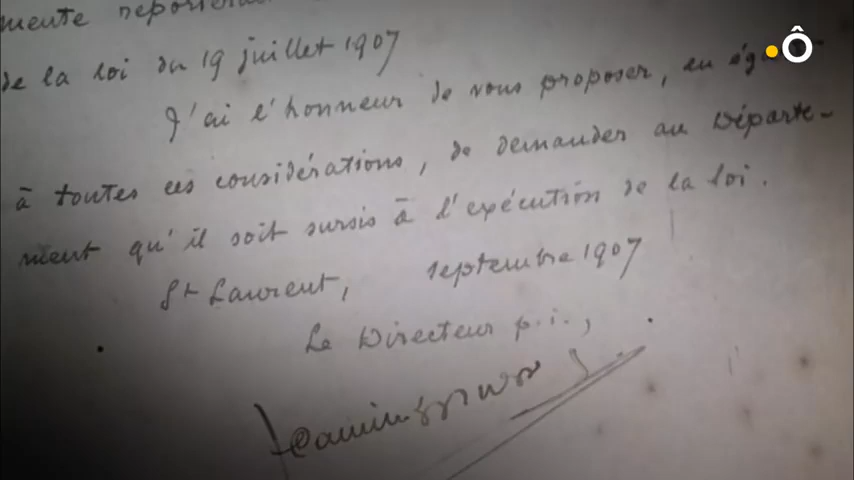 de la loi du 19 juillet 1907
J'ai l'honneur de vous proposer, en
à toutes ces considérations, de demander au Départe-
ment qu'il soit sursis à l'exécution de la loi.
St Laurent, septembre 1907
Le Directeur p.i.,
ô